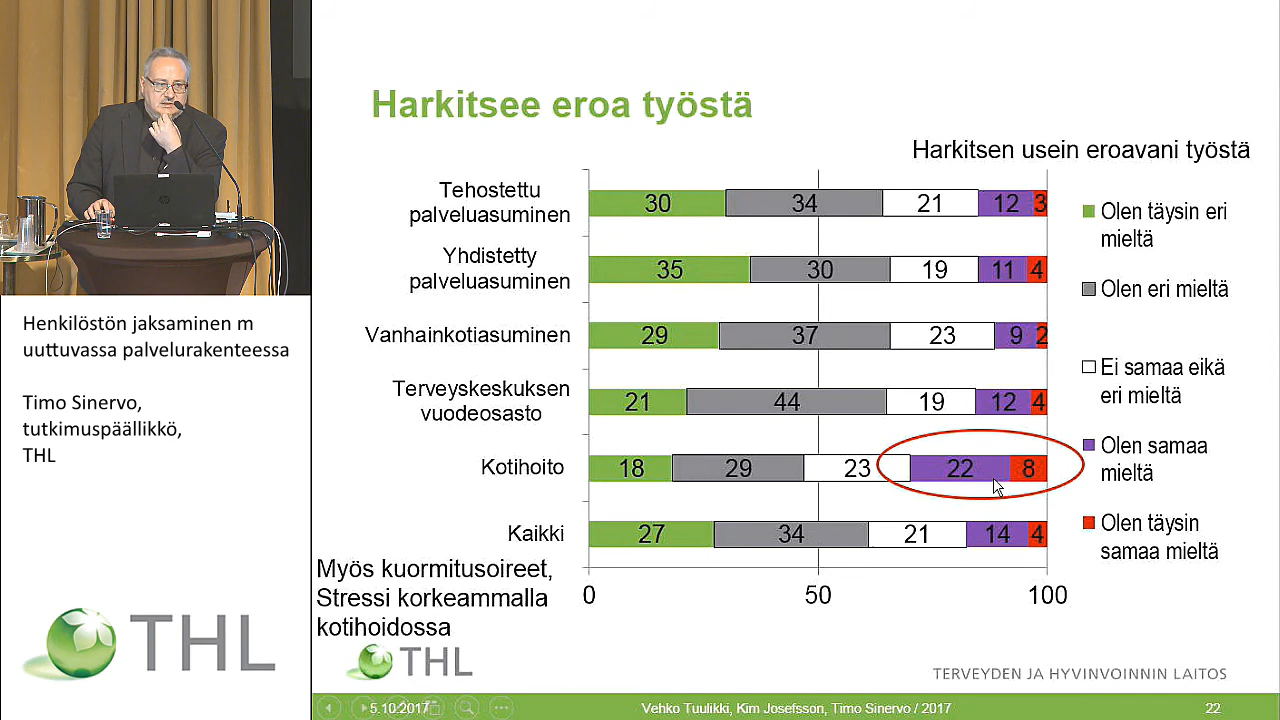 Harkitsee eroa työstä
Harkitsen usein eroavani työstä
Tehostettu
palveluasuminen
30 34 21 12 3
Yhdistetty
palveluasuminen
35 30 19 11 4
Vanhainkotiasuminen
29 37 23 9 2
Terveyskeskuksen
vuodeosasto
21 44 19 12 4
Kotihoito
18 29 23 22 8
Kaikki
27 34 21 14 4
0 50 100
Olen täysin eri
mieltä
Olen eri mieltä
Ei samaa eikä
eri mieltä
Olen samaa
mieltä
Olen täysin
samaa mieltä
Myös kuormitusoireet,
Stressi korkeammalla
kotihoidossa
THL
TERVEYDEN JA HYVINVOINNIN LAITOS
5.10.2017
Vehko Tuulikki, Kim Josefsson, Timo Sinervo / 2017
22
Henkilöstön jaksaminen m
uuttuvassa palvelurakenteessa
Timo Sinervo,
tutkimuspäällikkö,
THL
THL